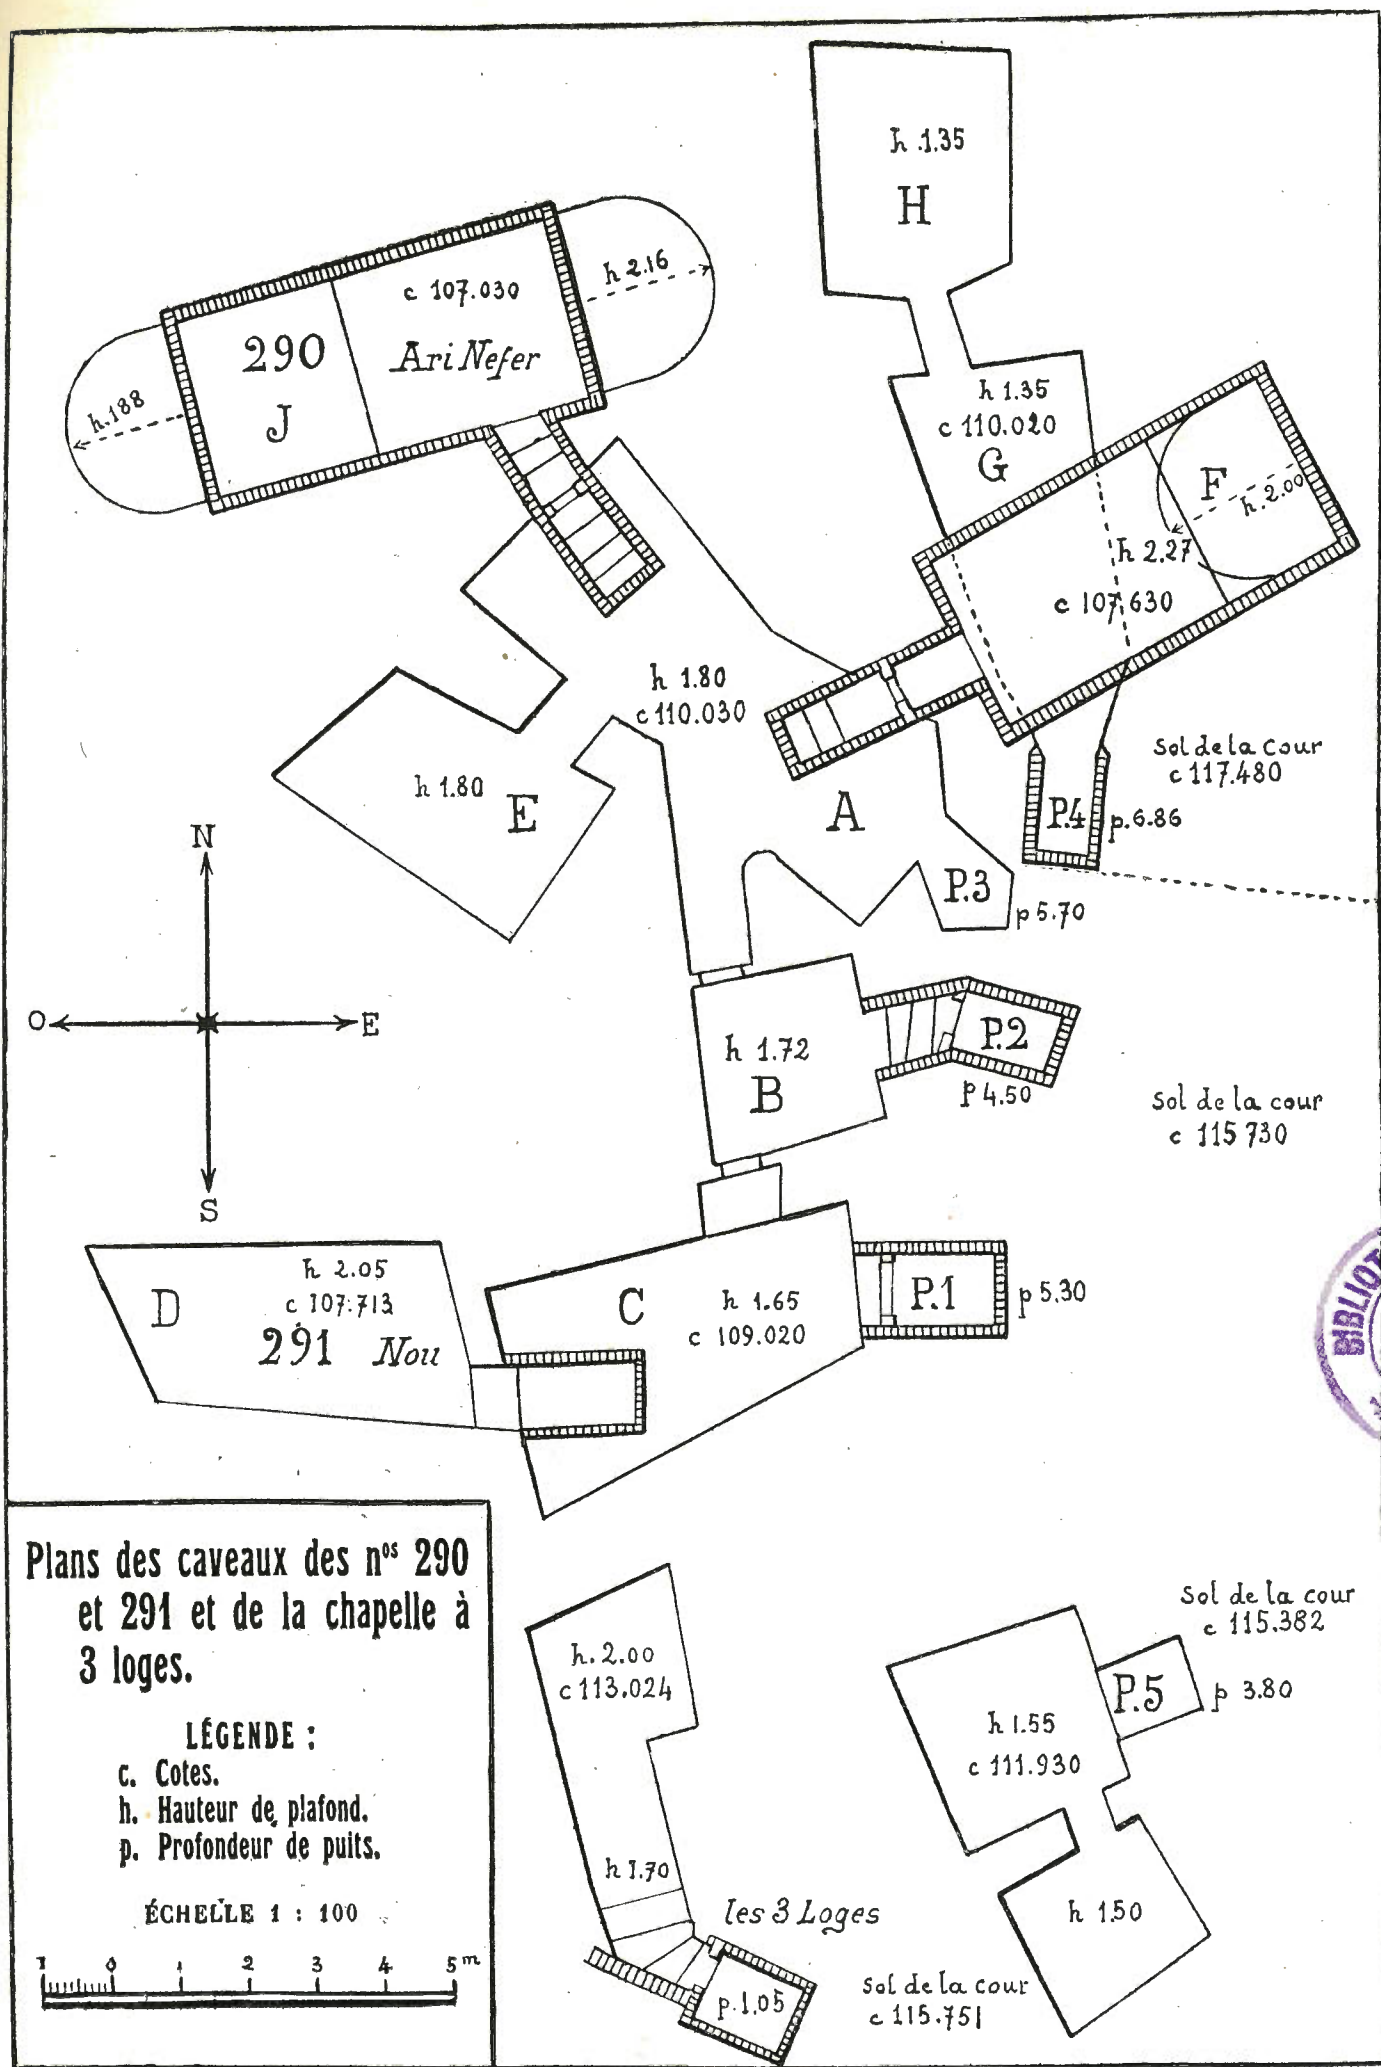 h .1.35
H
h 2.16
c 107.030
290
Ari Nefer
J
h.188
h 1.35
c 110.020
G
F
h.2.00
h 2.27
c 107,630
h 1.80
c 110.030
Sol de la Cour
c 117.480
h 1.80
E
A
P.4
p.6.86
P.3
p 5.70
N
O
E
S
h 1.72
B
P.2
p 4.50
Sol de la cour
c 115 730
D
h 2.05
c 107.713
291 Nou
C
h 1.65
c 109.020
P.1
p 5.30
Plans des caveaux des nos 290
et 291 et de la chapelle à
3 loges.
LÉGENDE :
c. Cotes.
h. Hauteur de plafond.
p. Profondeur de puits.
ÉCHELLE 1 : 100
1 0 1 2 3 4 5 m
h. 2.00
c 113.024
h 1.70
les 3 Loges
p.1.05
Sol de la cour
c 115.751
Sol de la cour
c 115.382
P.5
p 3.80
h 1.55
c 111.930
h 1.50